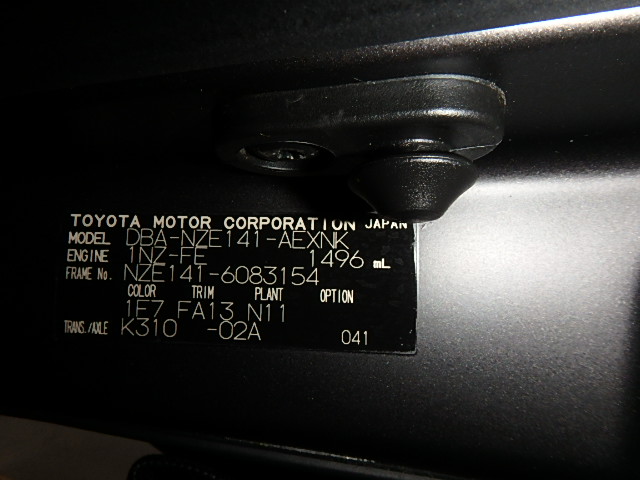 TOYOTA MOTOR CORPORATION JAPAN
MODEL DBA-NZE141-AEXNK
ENGINE 1NZ-FE 1496 mL
FRAME No. NZE141-6083154
COLOR TRIM PLANT OPTION
1E7 FA13 N11
TRANS./AXLE K310 -02A 041